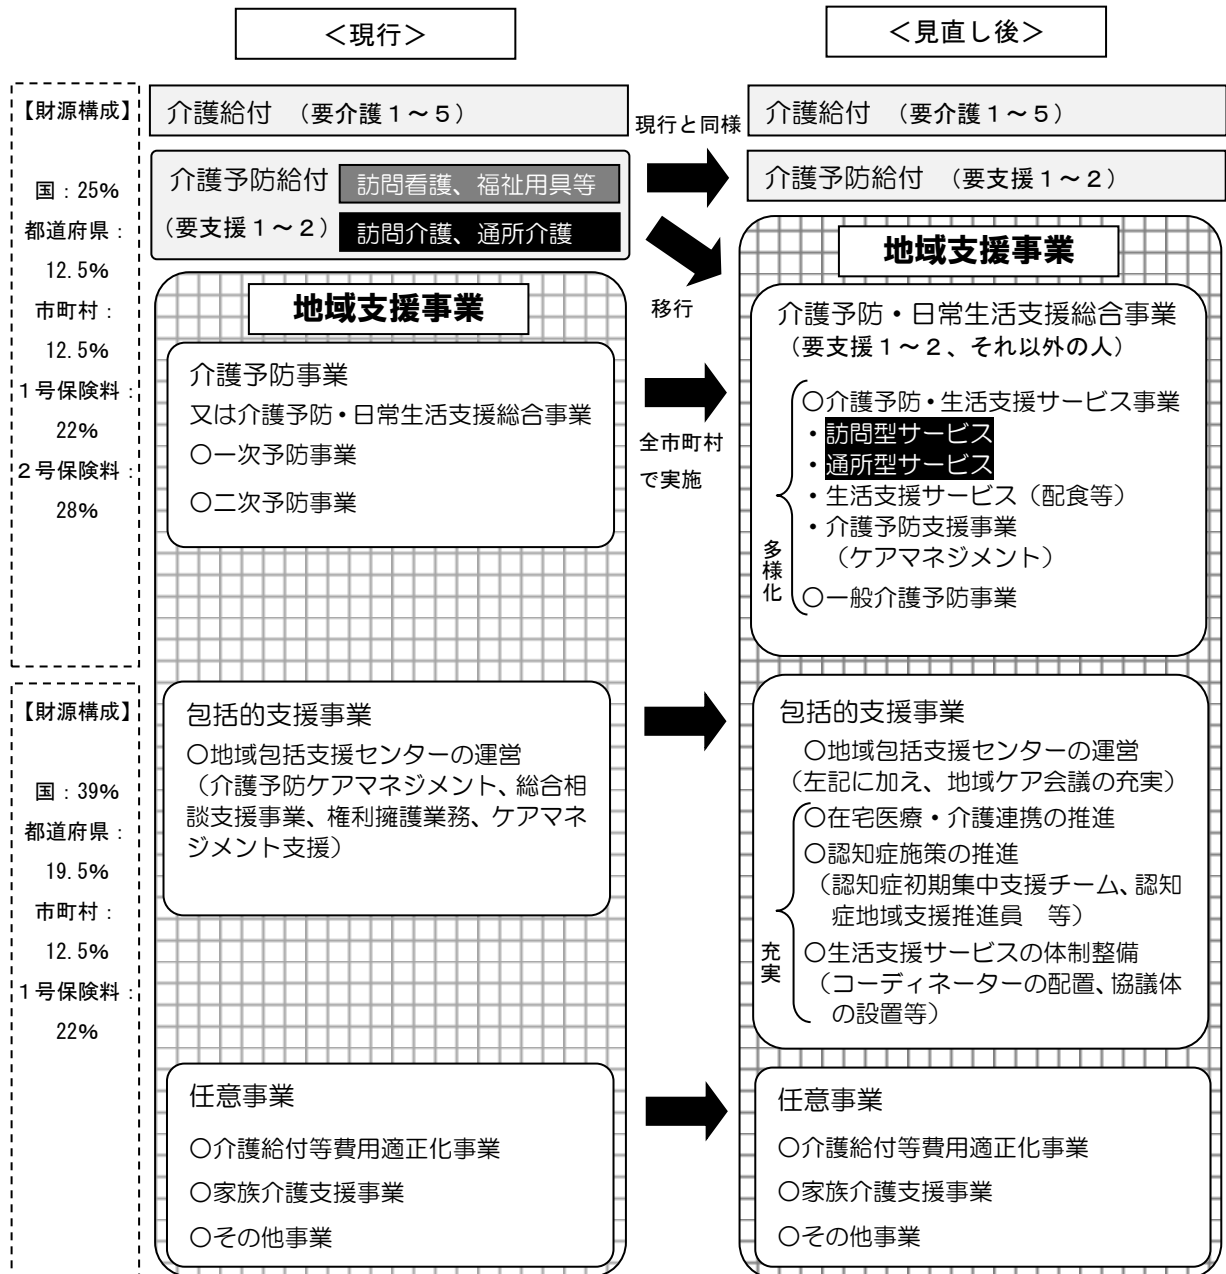 ＜現行＞
＜見直し後＞
【財源構成】
国：25%
都道府県：
12.5%
市町村：
12.5%
１号保険料：
22%
２号保険料：
28%
介護給付　（要介護１～５）
介護予防給付
（要支援１～２）
訪問看護、福祉用具等
訪問介護、通所介護
現行と同様
移行
介護給付　（要介護１～５）
介護予防給付　（要支援１～２）
地域支援事業
介護予防事業
又は介護予防・日常生活支援総合事業
〇一次予防事業
〇二次予防事業
全市町村
で実施
地域支援事業
介護予防・日常生活支援総合事業
（要支援１～２、それ以外の人）
〇介護予防・生活支援サービス事業
・訪問型サービス
・通所型サービス
・生活支援サービス（配食等）
・介護予防支援事業
（ケアマネジメント）
〇一般介護予防事業
多様化
【財源構成】
国：39%
都道府県：
19.5%
市町村：
12.5%
１号保険料：
22%
包括的支援事業
〇地域包括支援センターの運営
（介護予防ケアマネジメント、総合相
談支援事業、権利擁護業務、ケアマネ
ジメント支援）
包括的支援事業
〇地域包括支援センターの運営
（左記に加え、地域ケア会議の充実）
〇在宅医療・介護連携の推進
〇認知症施策の推進
（認知症初期集中支援チーム、認知
症地域支援推進員　等）
〇生活支援サービスの体制整備
（コーディネーターの配置、協議体
の設置等）
充実
任意事業
〇介護給付等費用適正化事業
〇家族介護支援事業
〇その他事業
任意事業
〇介護給付等費用適正化事業
〇家族介護支援事業
〇その他事業